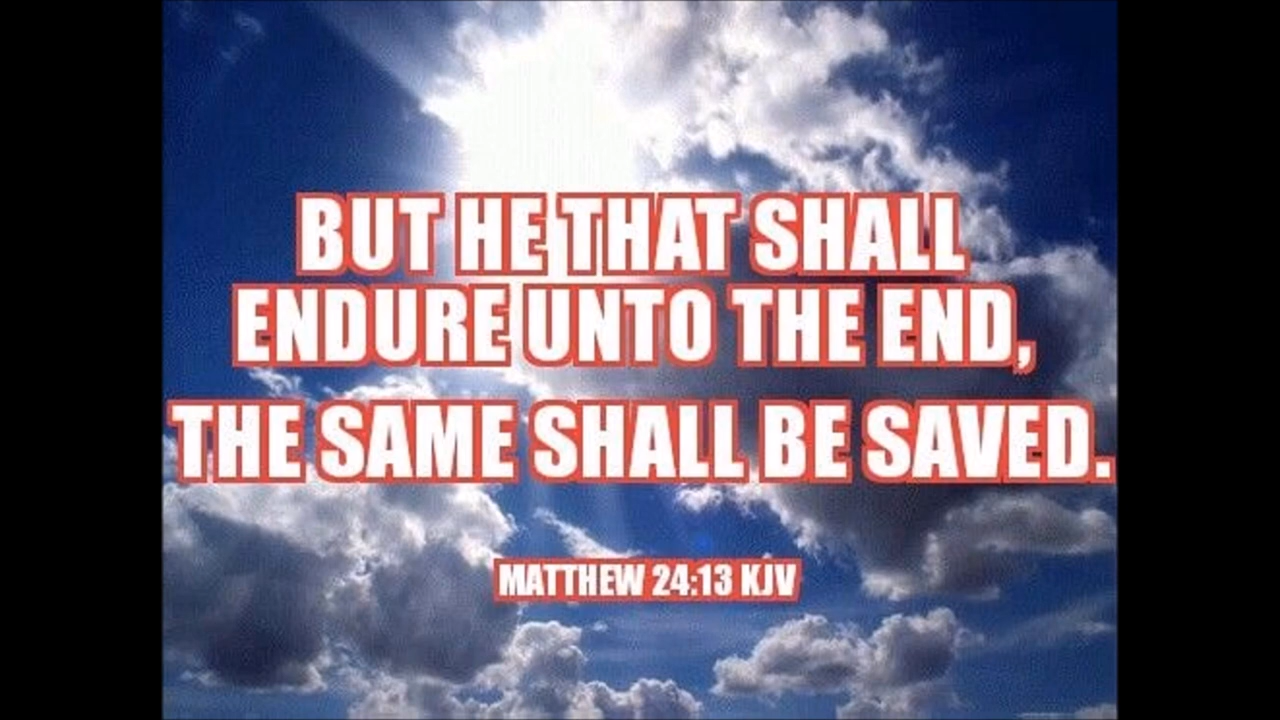 BUT HE THAT SHALL
ENDURE UNTO THE END,
THE SAME SHALL BE SAVED.
MATTHEW 24:13 KJV